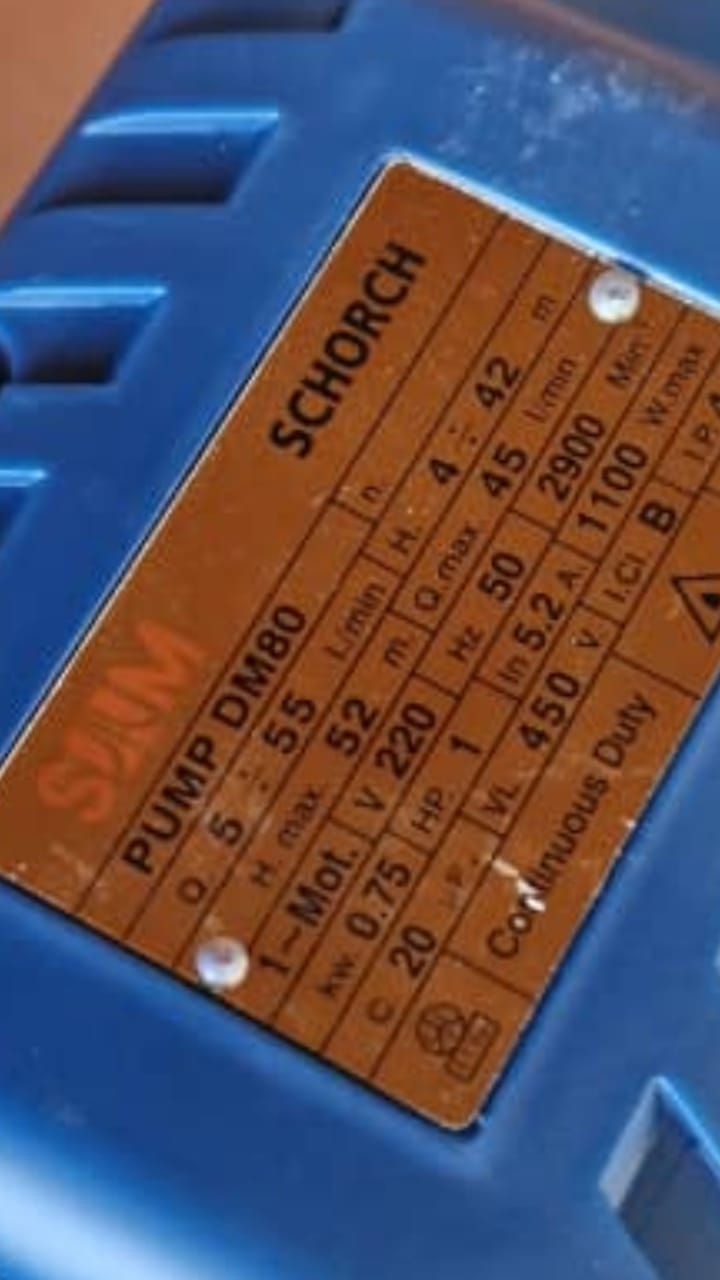 SCHORCH
PUMP DM80 n.
Q. 5 : 55 l/min H. 4 : 42 m
H. max 52 m. Q.max 45 l/min
1~Mot. V 220 Hz 50 2900 Min
kw. 0.75 HP. 1 In 5.2 A. 1100 W.max
C 20 VL 450 V I.Cl B I.P.
Continuous Duty